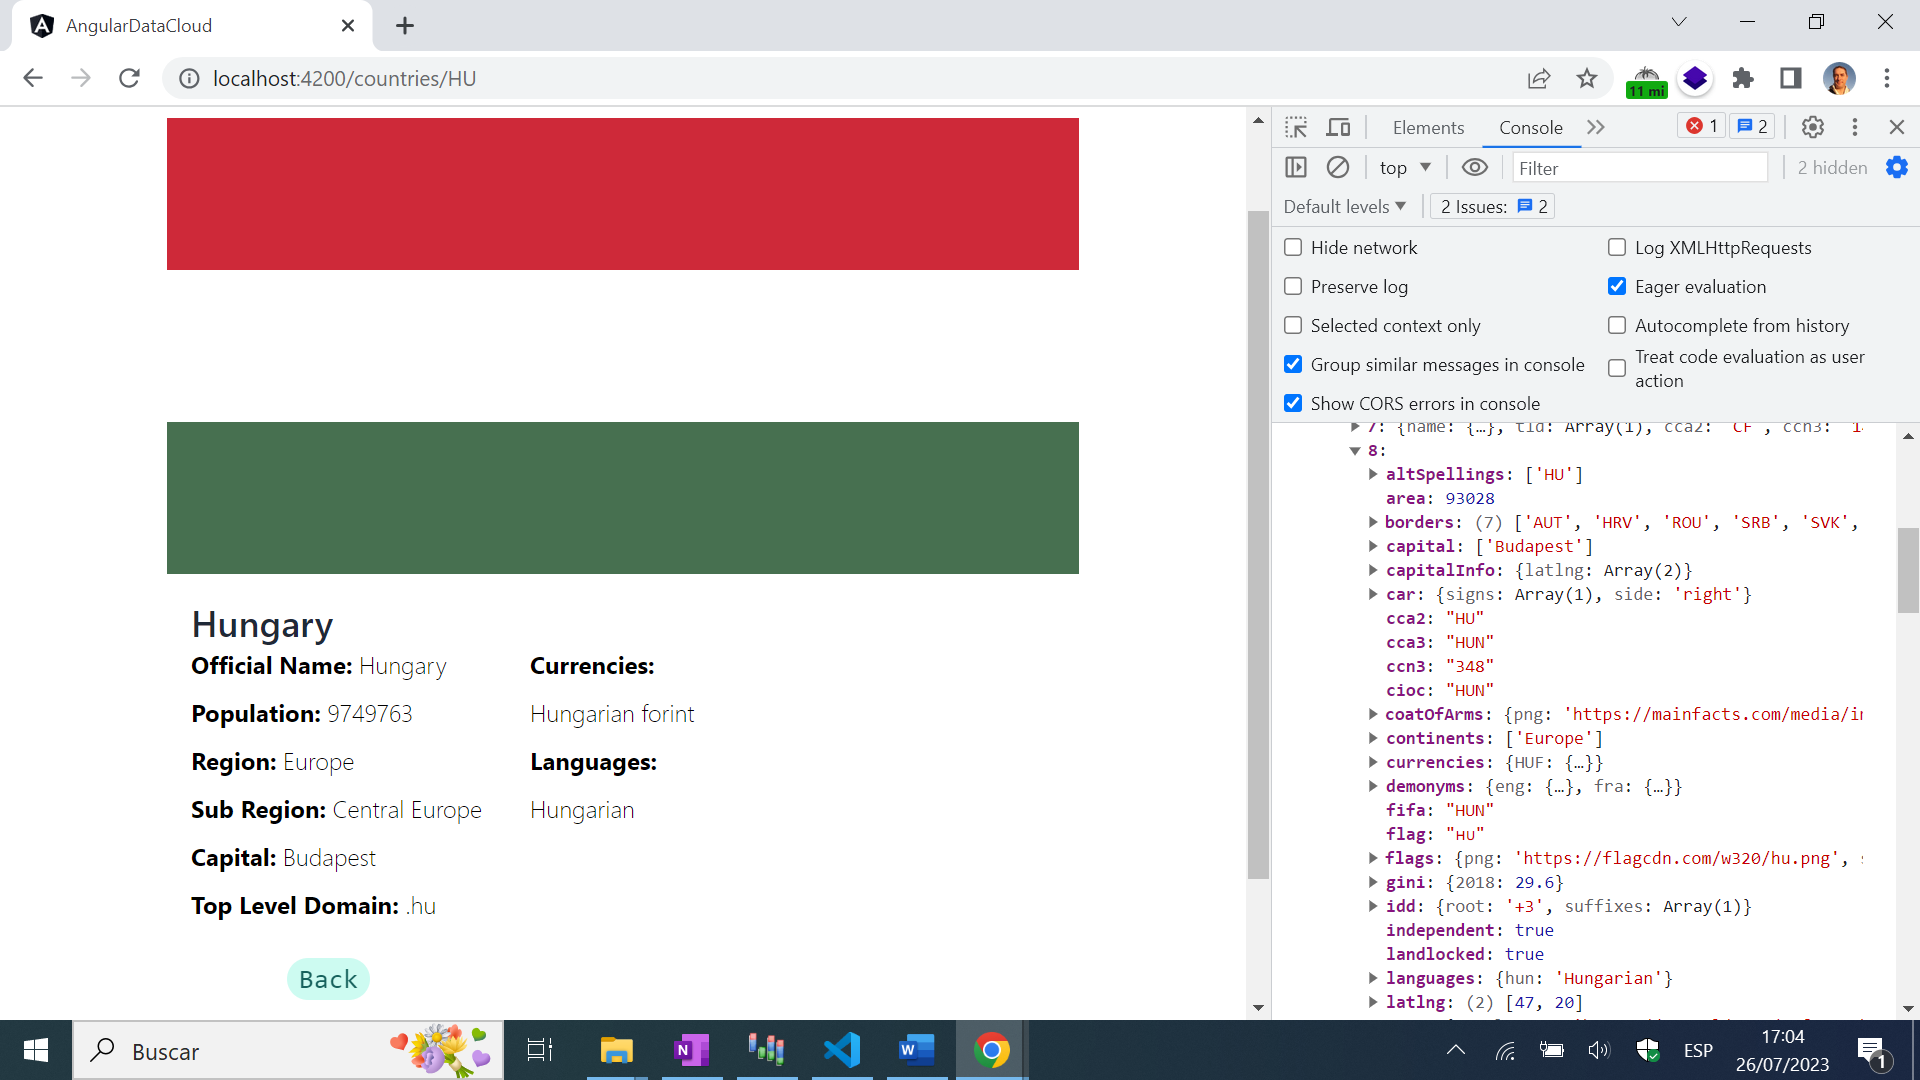 AngularDataCloud
localhost:4200/countries/HU
11 mi
Hungary
Official Name: Hungary
Population: 9749763
Region: Europe
Sub Region: Central Europe
Capital: Budapest
Top Level Domain: .hu
Currencies:
Hungarian forint
Languages:
Hungarian
Back
Elements Console 1 2
top Filter 2 hidden
Default levels 2 Issues: 2
Hide network Log XMLHttpRequests
Preserve log Eager evaluation
Selected context only Autocomplete from history
Group similar messages in console Treat code evaluation as user action
Show CORS errors in console
7: {name: {…}, tld: Array(1), cca2: 'CF', ccn3:
8:
altSpellings: ['HU']
area: 93028
borders: (7) ['AUT', 'HRV', 'ROU', 'SRB', 'SVK',
capital: ['Budapest']
capitalInfo: {latlng: Array(2)}
car: {signs: Array(1), side: 'right'}
cca2: "HU"
cca3: "HUN"
ccn3: "348"
cioc: "HUN"
coatOfArms: {png: 'https://mainfacts.com/media/i
continents: ['Europe']
currencies: {HUF: {…}}
demonyms: {eng: {…}, fra: {…}}
fifa: "HUN"
flag: "🇭🇺"
flags: {png: 'https://flagcdn.com/w320/hu.png',
gini: {2018: 29.6}
idd: {root: '+3', suffixes: Array(1)}
independent: true
landlocked: true
languages: {hun: 'Hungarian'}
latlng: (2) [47, 20]
Buscar
ESP
17:04
26/07/2023
1